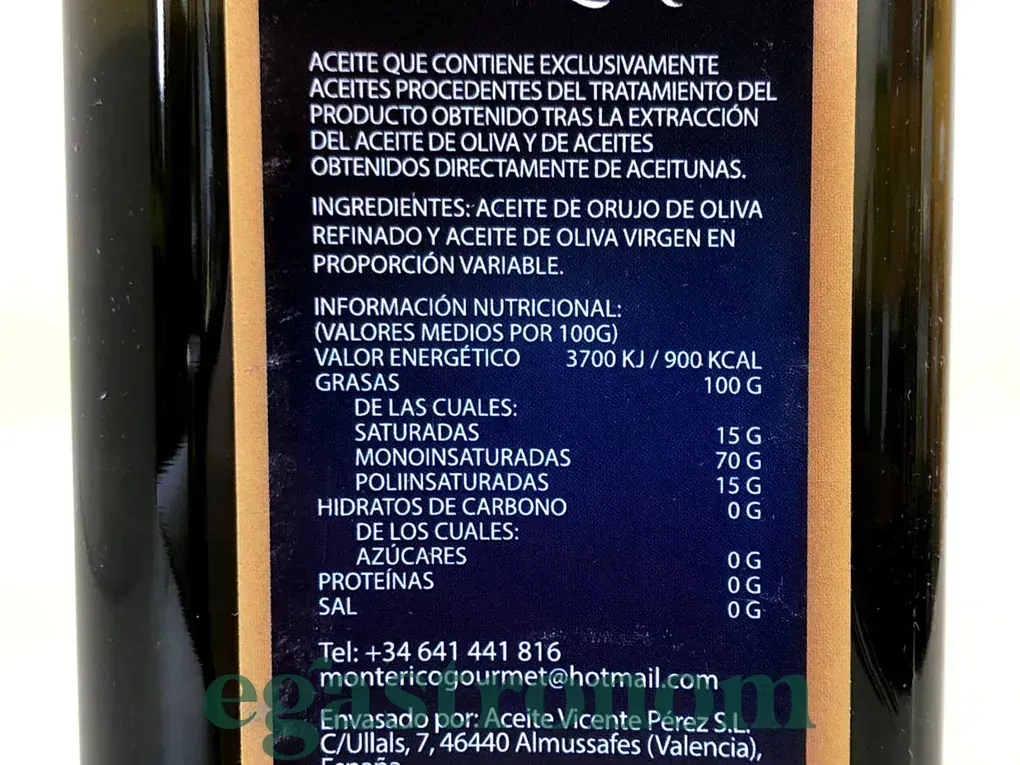 ACEITE QUE CONTIENE EXCLUSIVAMENTE
ACEITES PROCEDENTES DEL TRATAMIENTO DEL
PRODUCTO OBTENIDO TRAS LA EXTRACCIÓN
DEL ACEITE DE OLIVA Y DE ACEITES
OBTENIDOS DIRECTAMENTE DE ACEITUNAS.
INGREDIENTES: ACEITE DE ORUJO DE OLIVA
REFINADO Y ACEITE DE OLIVA VIRGEN EN
PROPORCIÓN VARIABLE.
INFORMACIÓN NUTRICIONAL:
(VALORES MEDIOS POR 100G)
VALOR ENERGÉTICO 3700 KJ / 900 KCAL
GRASAS 100 G
DE LAS CUALES:
SATURADAS 15 G
MONOINSATURADAS 70 G
POLIINSATURADAS 15 G
HIDRATOS DE CARBONO 0 G
DE LOS CUALES:
AZÚCARES 0 G
PROTEÍNAS 0 G
SAL 0 G
Tel: +34 641 441 816
montericogourmet@hotmail.com
egastronom
Envasado por: Aceite Vicente Pérez S.L.
C/Ullals, 7, 46440 Almussafes (Valencia),
España